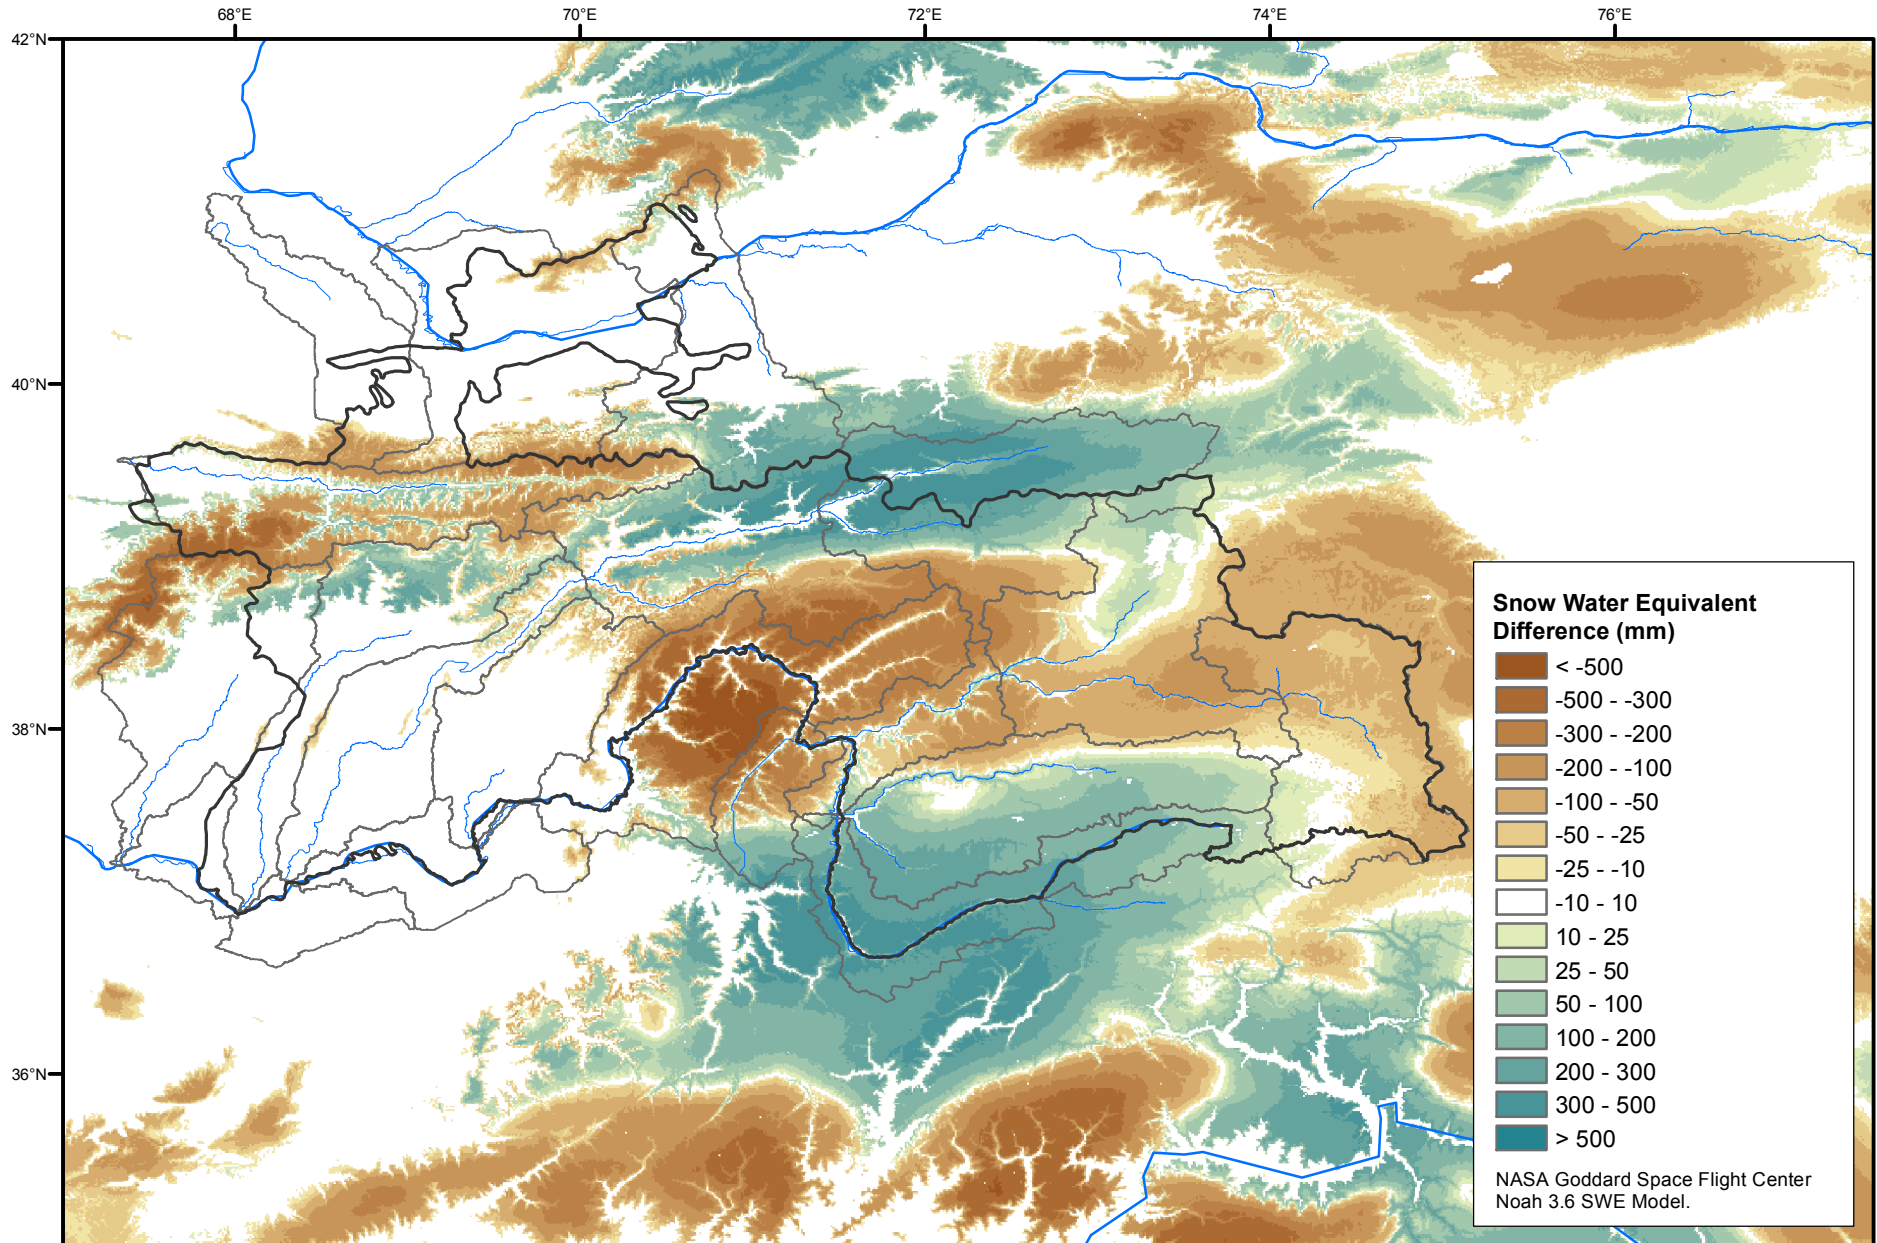 68°E 70°E 72°E 74°E 76°E
42°N
40°N
38°N
36°N
Snow Water Equivalent
Difference (mm)
< -500
-500 - -300
-300 - -200
-200 - -100
-100 - -50
-50 - -25
-25 - -10
-10 - 10
10 - 25
25 - 50
50 - 100
100 - 200
200 - 300
300 - 500
> 500
NASA Goddard Space Flight Center
Noah 3.6 SWE Model.